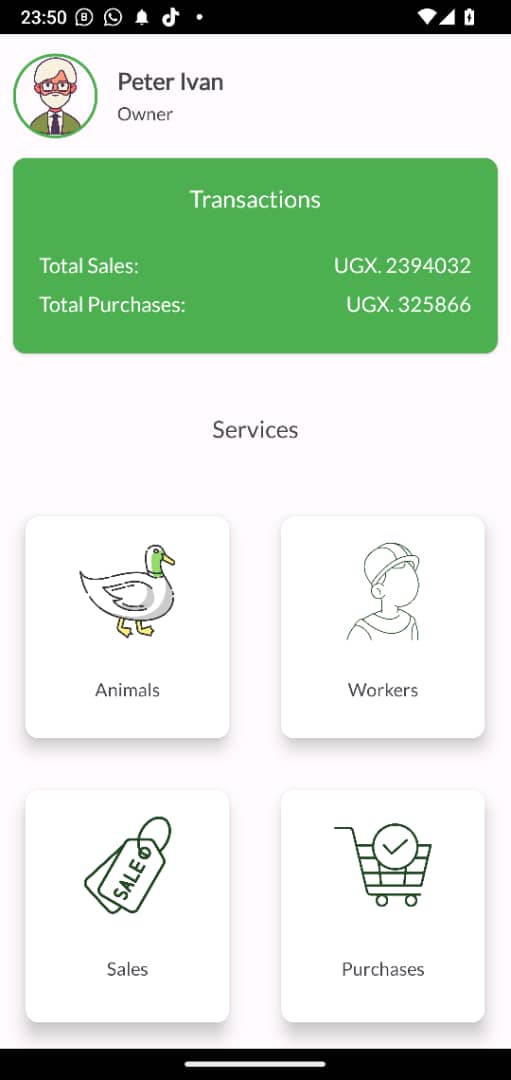 23:50
Peter Ivan
Owner
Transactions
Total Sales: UGX. 2394032
Total Purchases: UGX. 325866
Services
Animals
Workers
SALE
Sales
Purchases